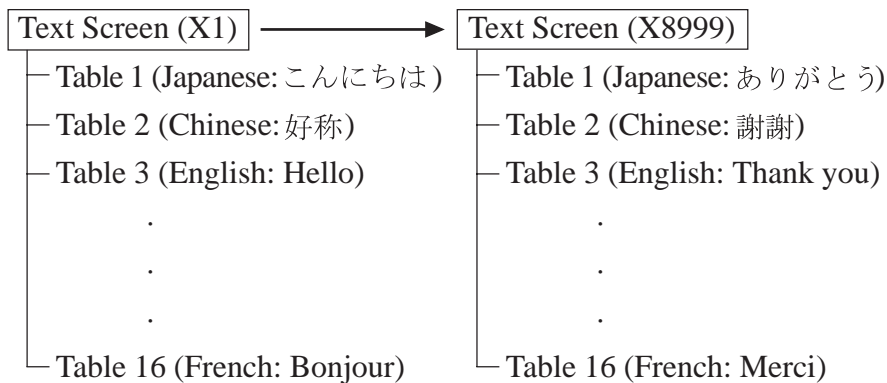 Text Screen (X1)
Table 1 (Japanese: こんにちは)
Table 2 (Chinese: 好称)
Table 3 (English: Hello)
.
.
.
Table 16 (French: Bonjour)
Text Screen (X8999)
Table 1 (Japanese: ありがとう)
Table 2 (Chinese: 謝謝)
Table 3 (English: Thank you)
.
.
.
Table 16 (French: Merci)